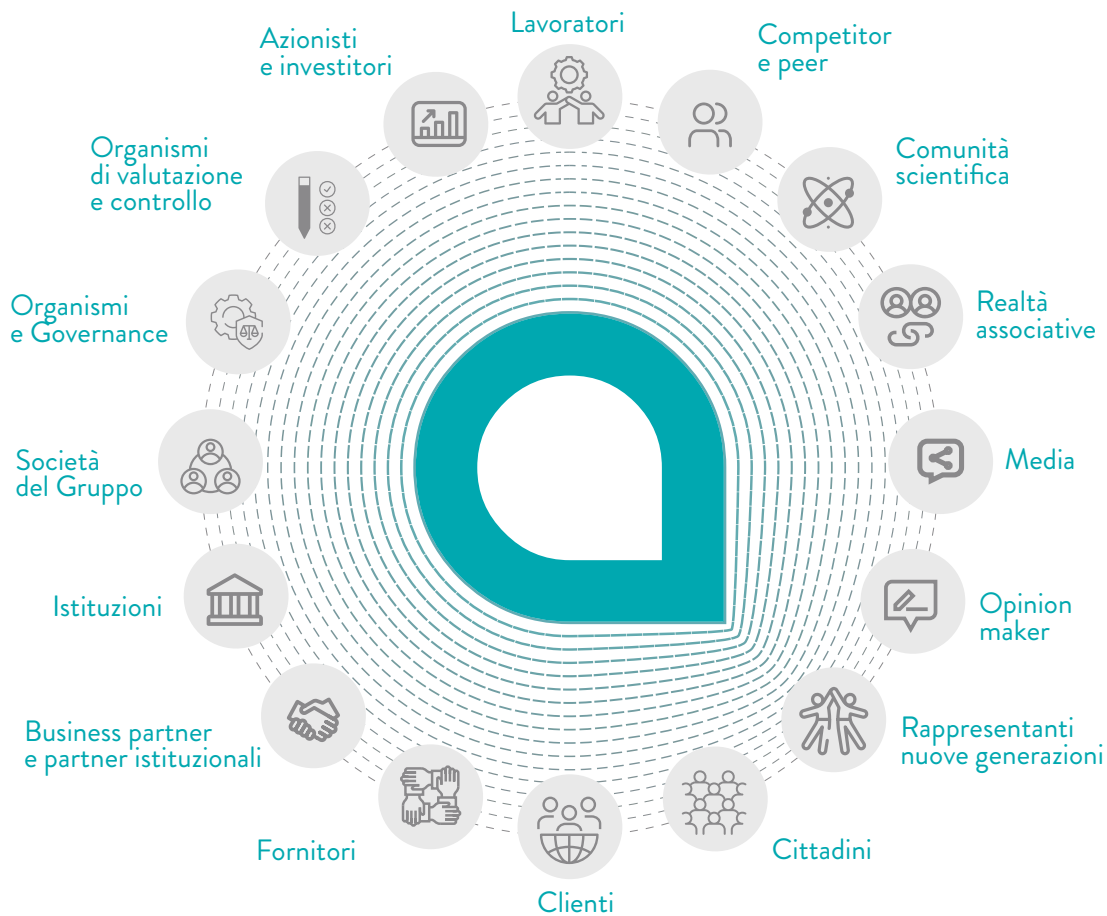 Lavoratori
Competitor
e peer
Comunità
scientifica
Realtà
associative
Media
Opinion
maker
Rappresentanti
nuove generazioni
Cittadini
Clienti
Fornitori
Business partner
e partner istituzionali
Istituzioni
Società
del Gruppo
Organismi
e Governance
Organismi
di valutazione
e controllo
Azionisti
e investitori